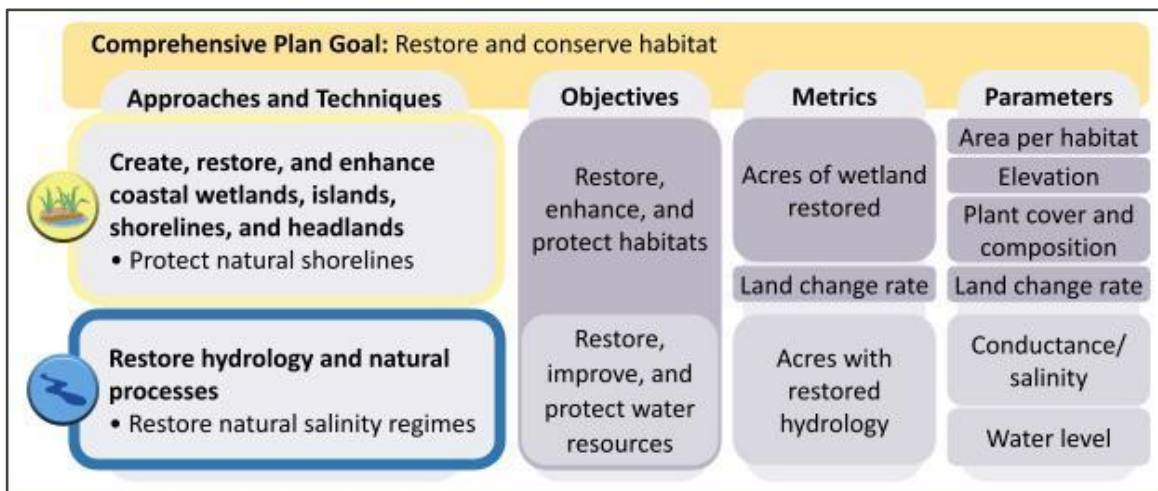 Comprehensive Plan Goal: Restore and conserve habitat
Approaches and Techniques
Objectives
Metrics
Parameters
Create, restore, and enhance
coastal wetlands, islands,
shorelines, and headlands
• Protect natural shorelines
Restore,
enhance, and
protect habitats
Acres of wetland
restored
Land change rate
Area per habitat
Elevation
Plant cover and
composition
Land change rate
Restore hydrology and natural
processes
• Restore natural salinity regimes
Restore,
improve, and
protect water
resources
Acres with
restored
hydrology
Conductance/
salinity
Water level